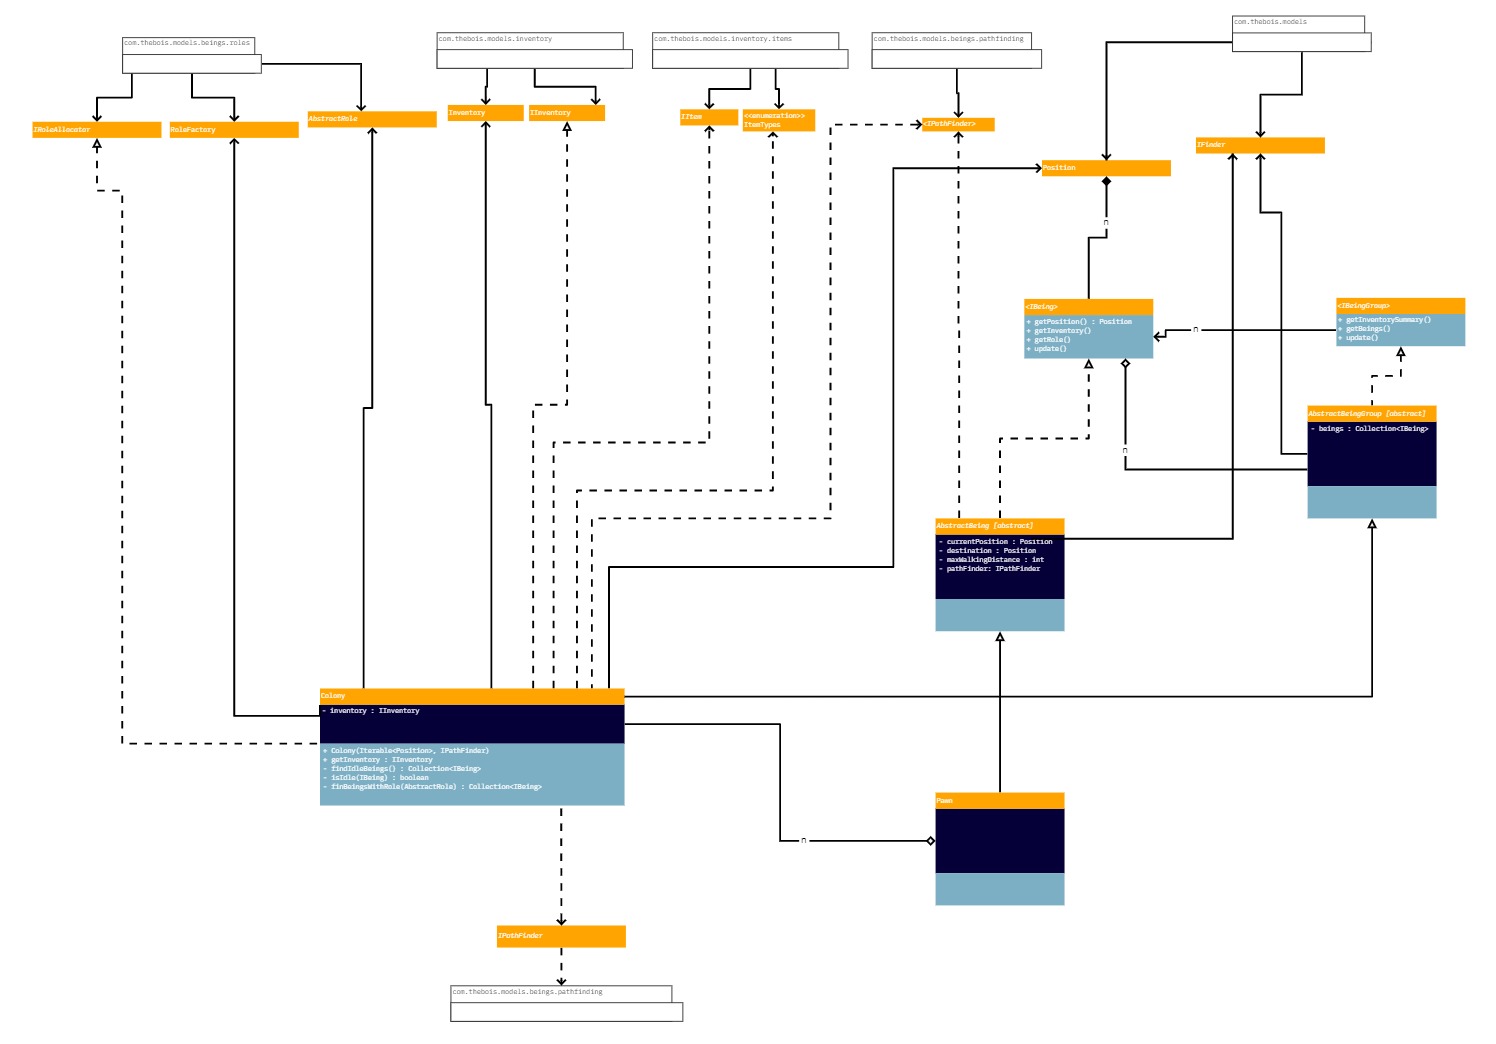 com.thebois.models
com.thebois.models.beings.roles
com.thebois.models.inventory
com.thebois.models.inventory.items
com.thebois.models.beings.pathfinding
IRoleAllocator
RoleFactory
AbstractRole
Inventory
IInventory
IItem
<<enumeration>>
ItemTypes
<IPathFinder>
IFinder
Position
n
<IBeing>
+ getPosition() : Position
+ getInventory()
+ getRole()
+ update()
n
<IBeingGroup>
+ getInventorySummary()
+ getBeings()
+ update()
AbstractBeingGroup [abstract]
- beings : Collection<IBeing>
n
AbstractBeing [abstract]
- currentPosition : Position
- destination : Position
- maxWalkingDistance : int
- pathFinder: IPathFinder
Colony
- inventory : IInventory
+ Colony(Iterable<Position>, IPathFinder)
+ getInventory : IInventory
- findIdleBeings() : Collection<IBeing>
- isIdle(IBeing) : boolean
- finBeingsWithRole(AbstractRole) : Collection<IBeing>
n
Pawn
IPathFinder
com.thebois.models.beings.pathfinding